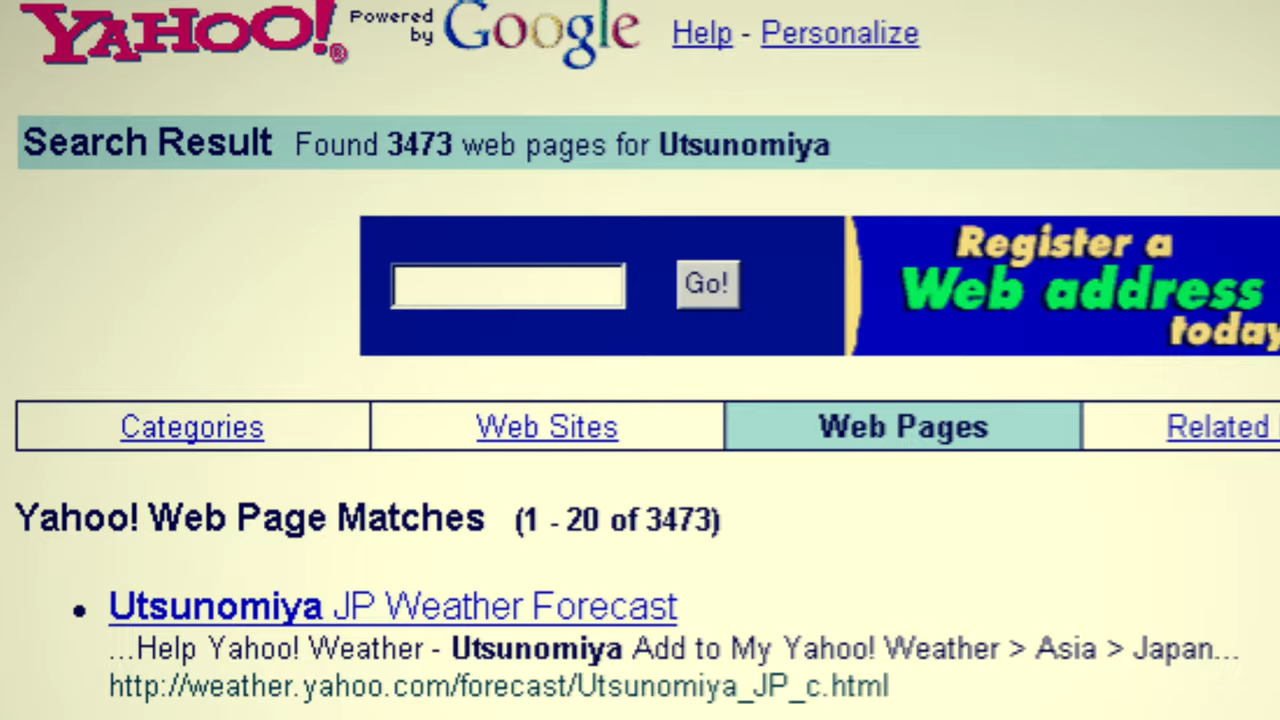 YAHOO!® Powered by Google Help - Personalize
Search Result Found 3473 web pages for Utsunomiya
Go!
Register a
Web address
today
Categories Web Sites Web Pages Related
Yahoo! Web Page Matches (1 - 20 of 3473)
• Utsunomiya JP Weather Forecast
...Help Yahoo! Weather - Utsunomiya Add to My Yahoo! Weather > Asia > Japan...
http://weather.yahoo.com/forecast/Utsunomiya_JP_c.html